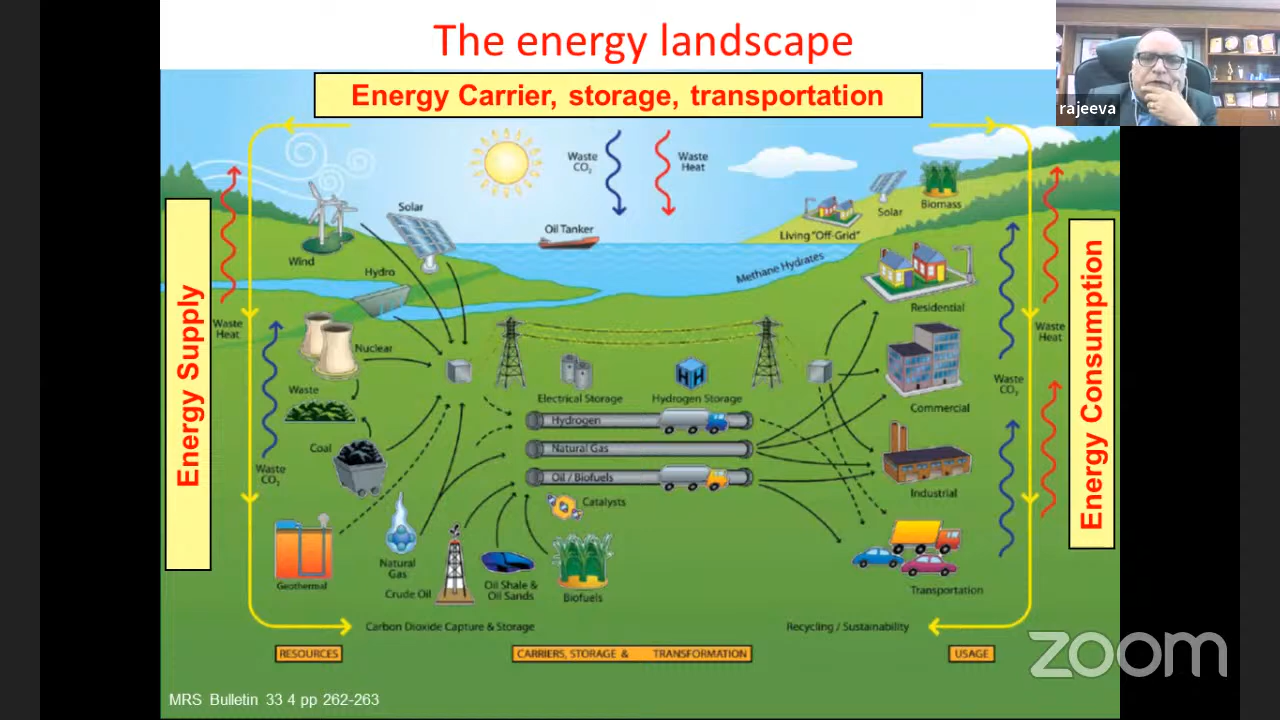 The energy landscape
Energy Carrier, storage, transportation
rajeeva
Waste
CO₂
Waste
Heat
Solar
Wind
Hydro
Oil Tanker
Living "Off-Grid"
Solar
Biomass
Methane Hydrates
Residential
Energy Supply
Waste
Heat
Nuclear
Waste
Coal
Waste
CO₂
Electrical Storage
Hydrogen Storage
H H
Hydrogen
Natural Gas
Oil / Biofuels
Catalysts
Commercial
Industrial
Transportation
Waste
Heat
Waste
CO₂
Energy Consumption
Geothermal
Natural
Gas
Crude Oil
Oil Shale &
Oil Sands
Biofuels
Carbon Dioxide Capture & Storage
Recycling / Sustainability
RESOURCES
CARRIERS, STORAGE & TRANSFORMATION
USAGE
MRS Bulletin 33 4 pp 262-263
zoom